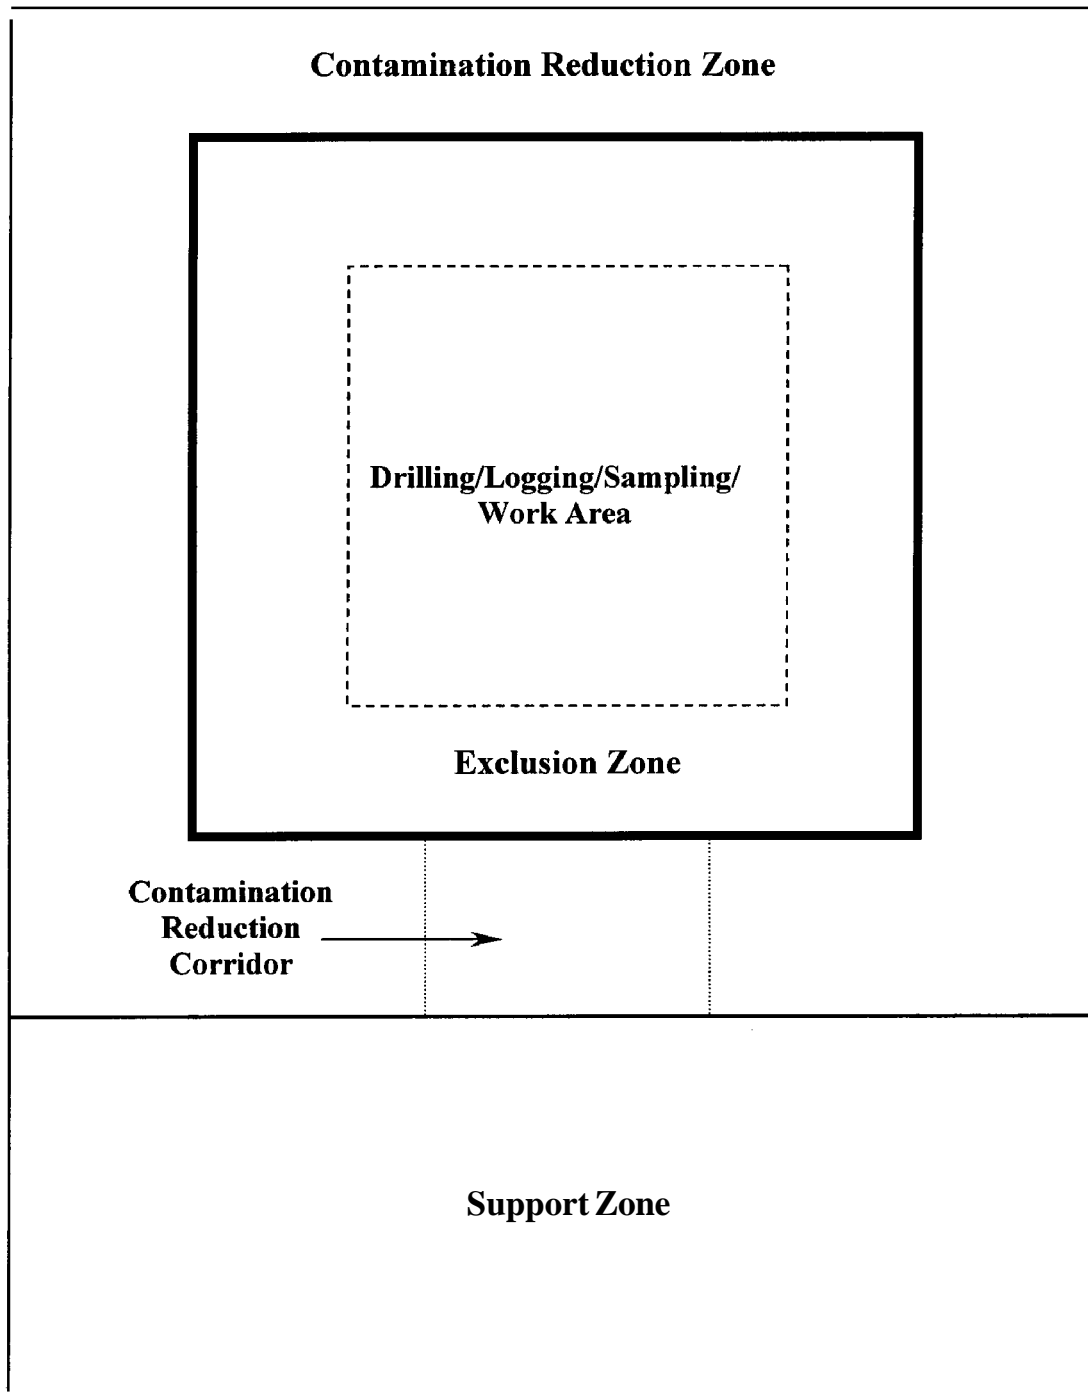 Contamination Reduction Zone
Drilling/Logging/Sampling/
Work Area
Exclusion Zone
Contamination
Reduction
Corridor
Support Zone